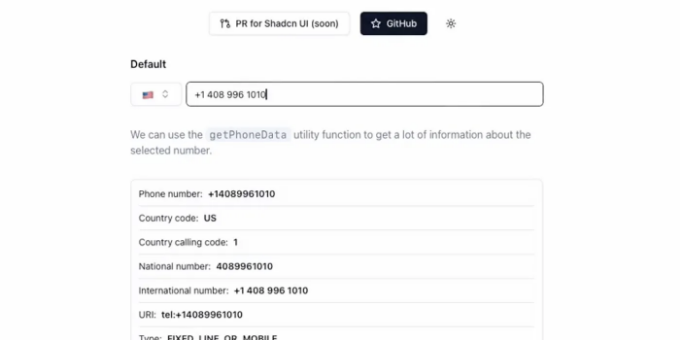 PR for Shadcn UI (soon) GitHub
Default
+1 408 996 1010
We can use the getPhoneData utility function to get a lot of information about the
selected number.
Phone number: +14089961010
Country code: US
Country calling code: 1
National number: 4089961010
International number: +1 408 996 1010
URI: tel:+14089961010
Type: FIXED_LINE_OR_MOBILE